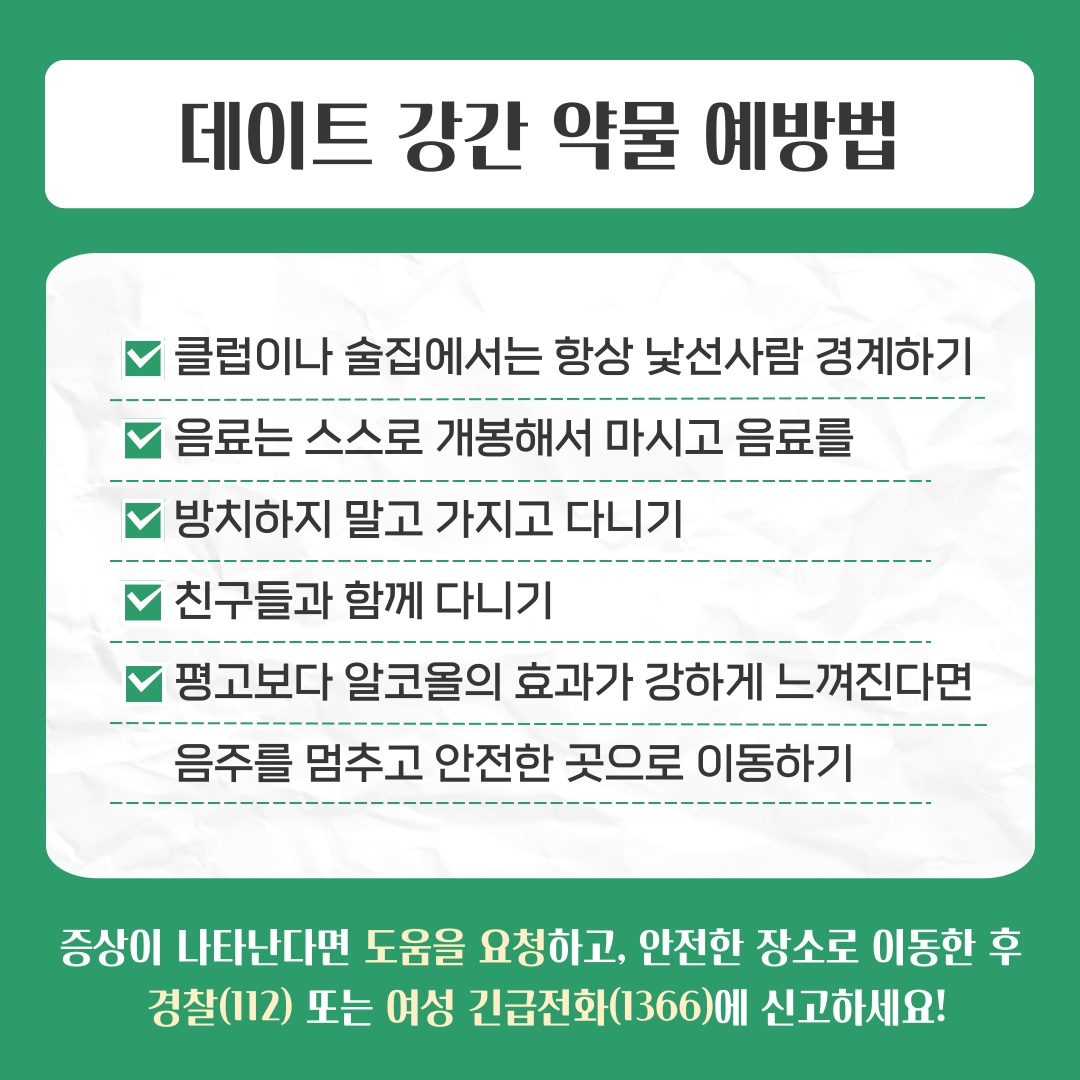 데이트 강간 약물 예방법
클럽이나 술집에서는 항상 낯선사람 경계하기
음료는 스스로 개봉해서 마시고 음료를
방치하지 말고 가지고 다니기
친구들과 함께 다니기
평고보다 알코올의 효과가 강하게 느껴진다면
음주를 멈추고 안전한 곳으로 이동하기
증상이 나타난다면 도움을 요청하고, 안전한 장소로 이동한 후
경찰(112) 또는 여성 긴급전화(1366)에 신고하세요!